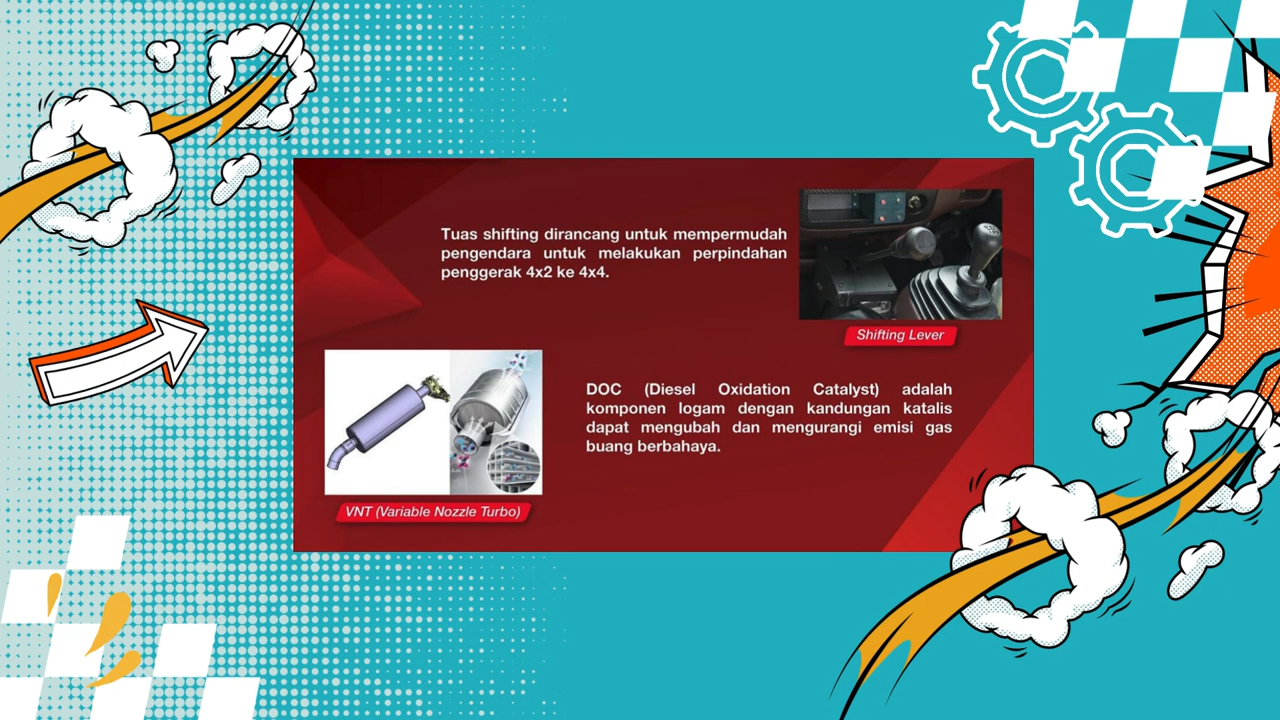 Tuas shifting dirancang untuk mempermudah
pengendara untuk melakukan perpindahan
penggerak 4x2 ke 4x4.
Shifting Lever
DOC (Diesel Oxidation Catalyst) adalah
komponen logam dengan kandungan katalis
dapat mengubah dan mengurangi emisi gas
buang berbahaya.
VNT (Variable Nozzle Turbo)